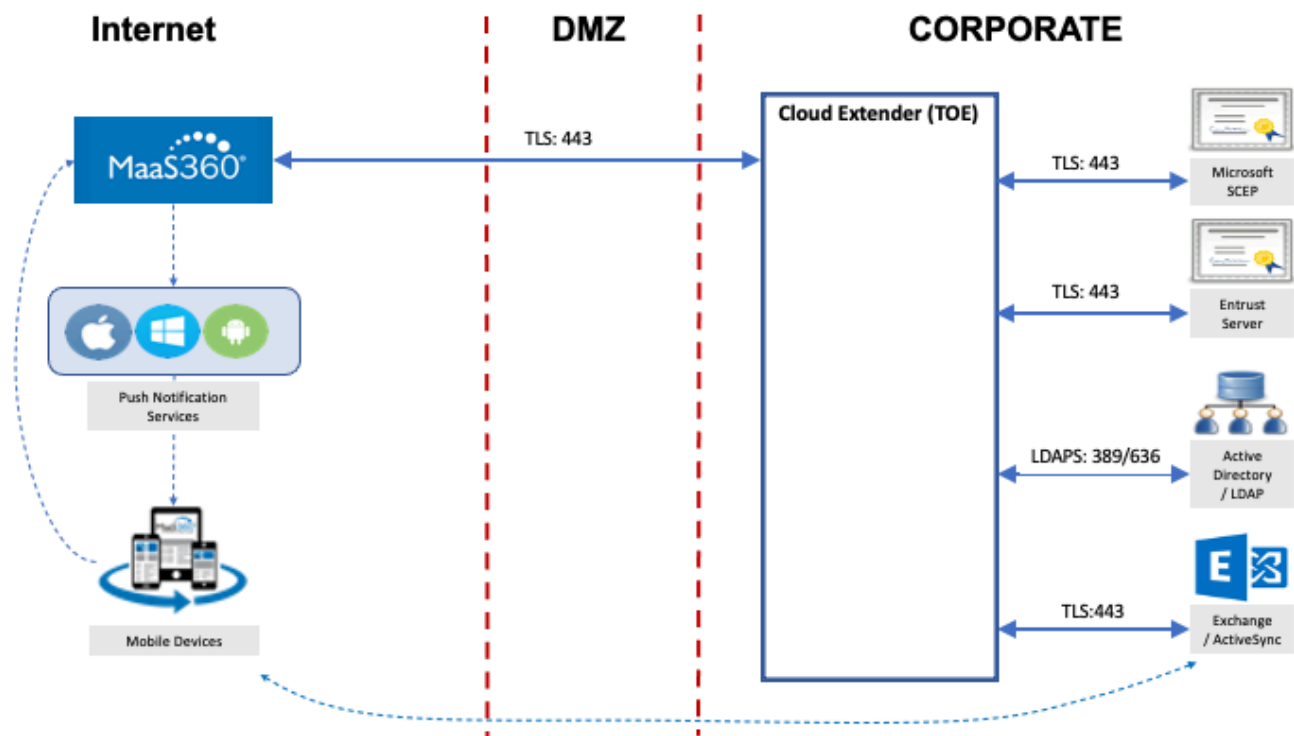 Internet
DMZ
CORPORATE
MaaS360
TLS: 443
Cloud Extender (TOE)
TLS: 443
Microsoft
SCEP
TLS: 443
Entrust
Server
Push Notification
Services
LDAPS: 389/636
Active
Directory
/ LDAP
MaaS360
E
TLS:443
Exchange
/ ActiveSync
Mobile Devices